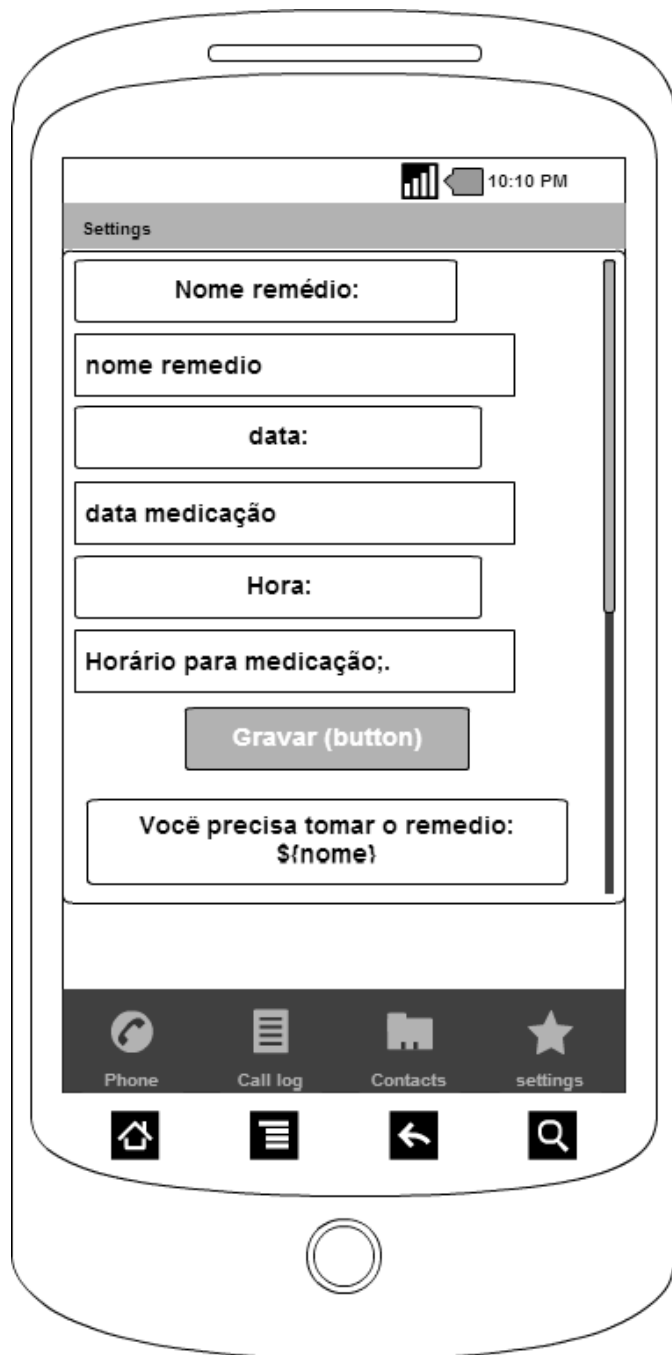 10:10 PM
Settings
Nome remédio:
nome remedio
data:
data medicação
Hora:
Horário para medicação;.
Gravar (button)
Você precisa tomar o remedio:
${nome}
Phone
Call log
Contacts
settings